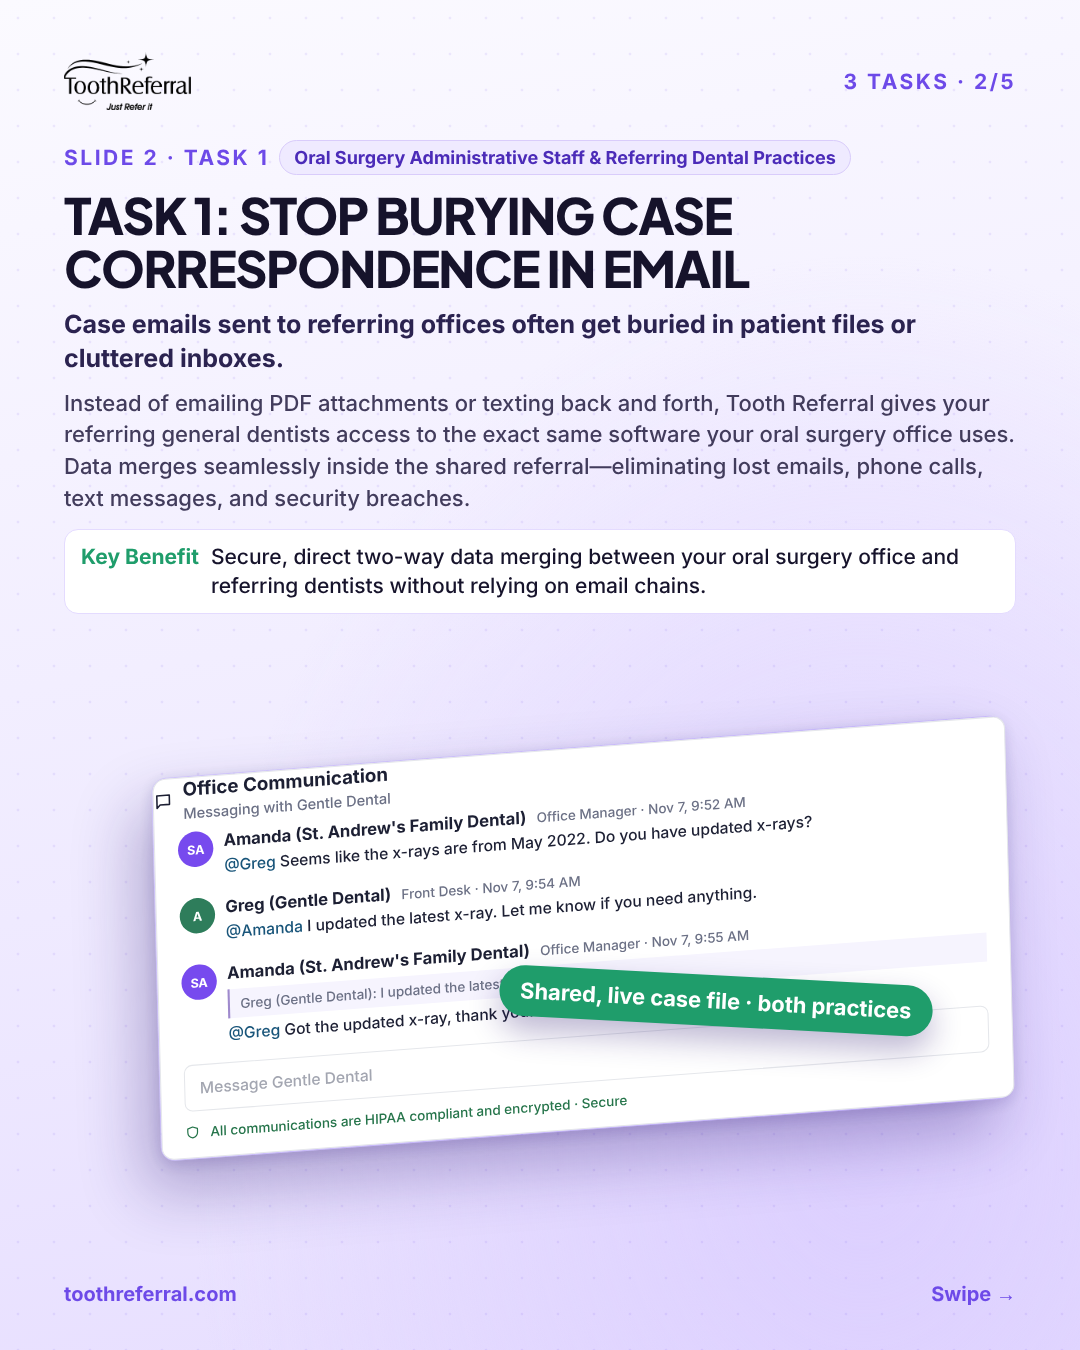 ToothReferral
Just Refer it
3 TASKS · 2/5
SLIDE 2 · TASK 1
Oral Surgery Administrative Staff & Referring Dental Practices
TASK 1: STOP BURYING CASE
CORRESPONDENCE IN EMAIL
Case emails sent to referring offices often get buried in patient files or
cluttered inboxes.
Instead of emailing PDF attachments or texting back and forth, Tooth Referral gives your
referring general dentists access to the exact same software your oral surgery office uses.
Data merges seamlessly inside the shared referral—eliminating lost emails, phone calls,
text messages, and security breaches.
Key Benefit Secure, direct two-way data merging between your oral surgery office and
referring dentists without relying on email chains.
Office Communication
Messaging with Gentle Dental
SA Amanda (St. Andrew's Family Dental) Office Manager · Nov 7, 9:52 AM
@Greg Seems like the x-rays are from May 2022. Do you have updated x-rays?
A Greg (Gentle Dental) Front Desk · Nov 7, 9:54 AM
@Amanda I updated the latest x-ray. Let me know if you need anything.
SA Amanda (St. Andrew's Family Dental) Office Manager · Nov 7, 9:55 AM
Greg (Gentle Dental): I updated the
@Greg Got the updated x-ray, thank
Shared, live case file · both practices
Message Gentle Dental
All communications are HIPAA compliant and encrypted · Secure
toothreferral.com
Swipe →